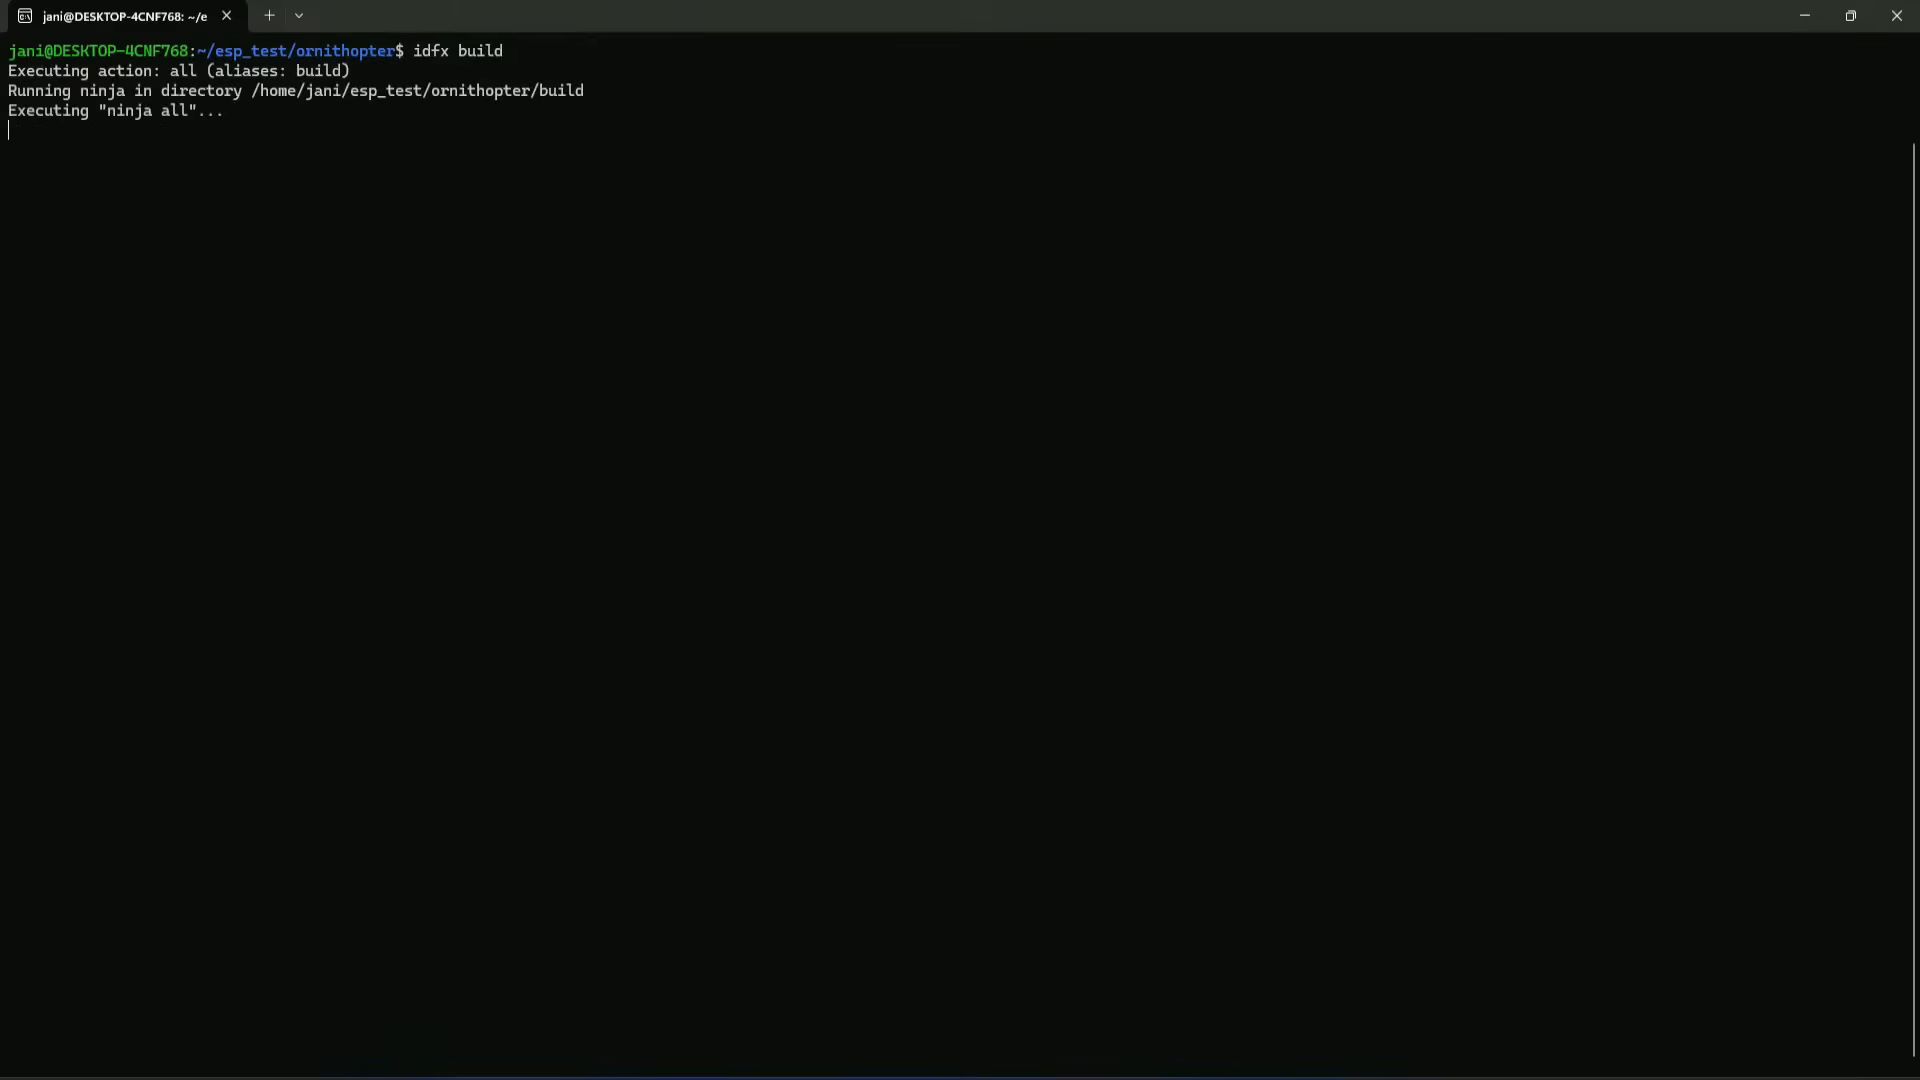 jani@DESKTOP-4CNF768: ~/e
jani@DESKTOP-4CNF768:~/esp_test/ornithopter$ idfx build
Executing action: all (aliases: build)
Running ninja in directory /home/jani/esp_test/ornithopter/build
Executing "ninja all"...